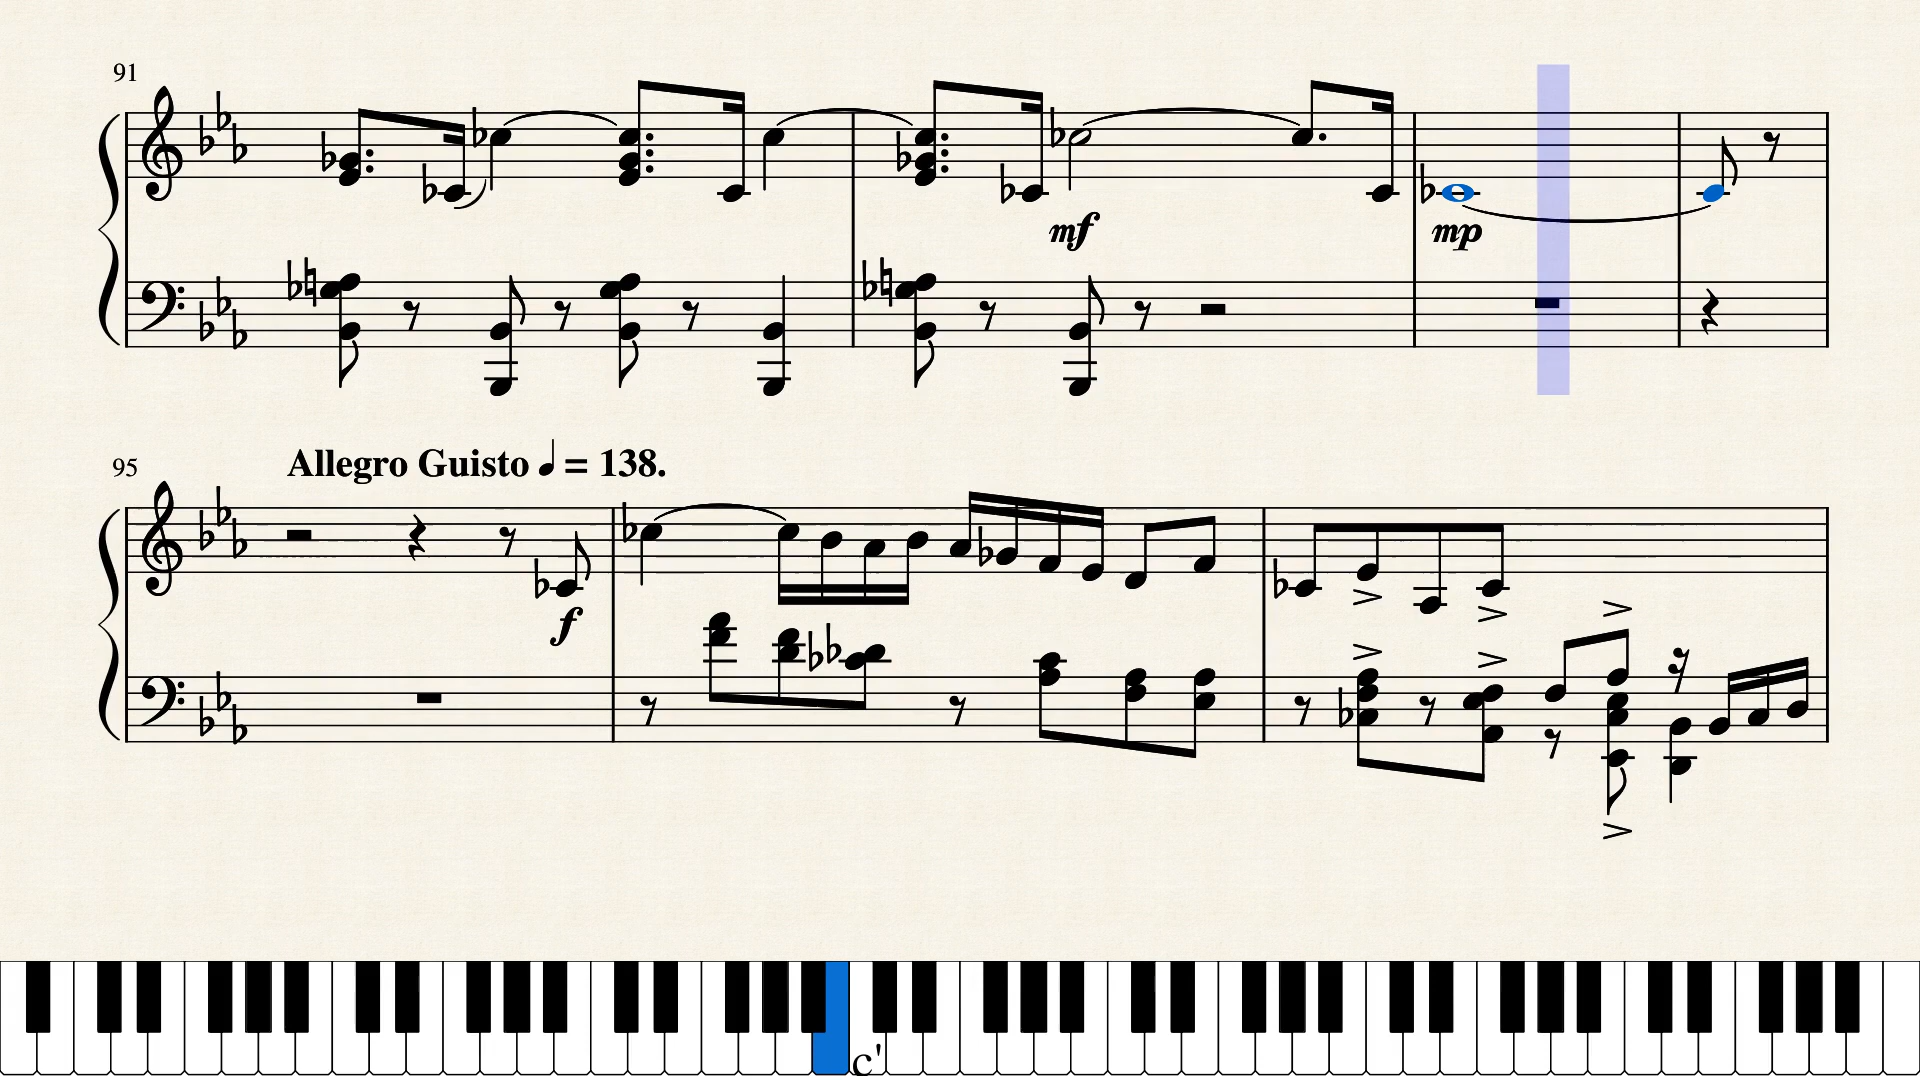 91
mf
mp
95
Allegro Guisto ♩ = 138.
f
c'